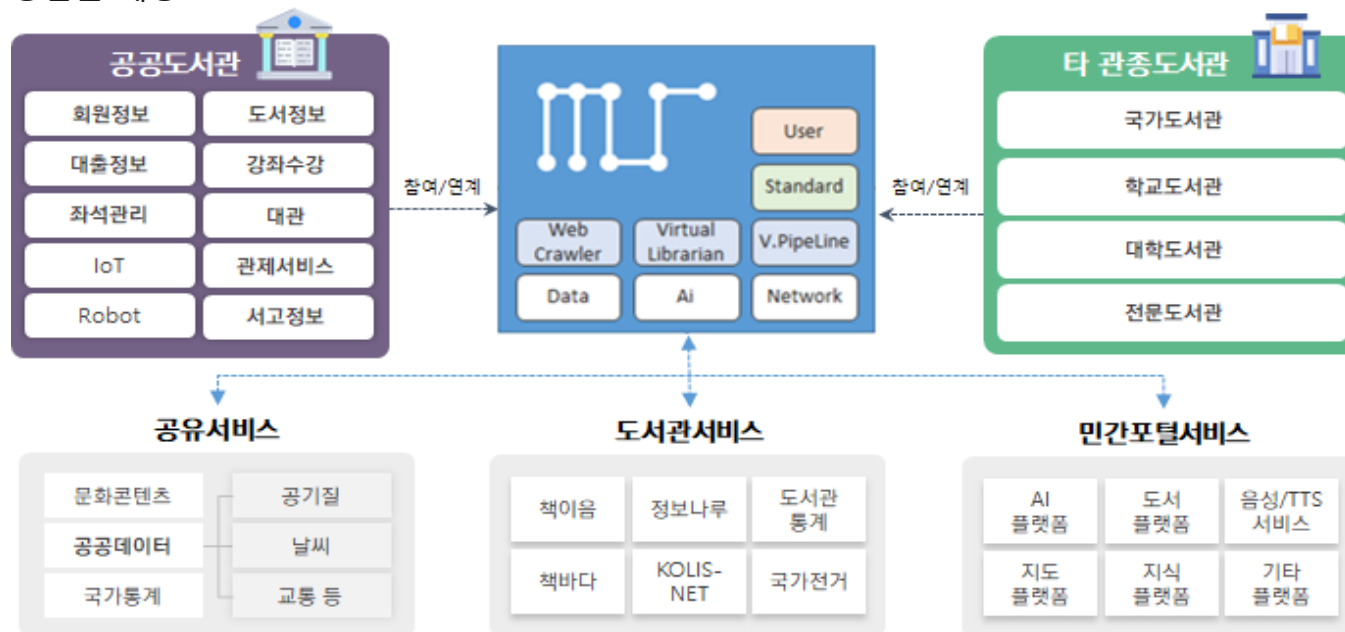 공공도서관
회원정보
도서정보
대출정보
강좌수강
좌석관리
대관
IoT
관제서비스
Robot
서고정보
참여/연계
User
Standard
Web
Crawler
Virtual
Librarian
V.PipeLine
Data
Ai
Network
참여/연계
타 관종도서관
국가도서관
학교도서관
대학도서관
전문도서관
공유서비스
문화콘텐츠
공기질
공공데이터
날씨
국가통계
교통 등
도서관서비스
책이음
정보나루
도서관
통계
책바다
KOLIS-
NET
국가전거
민간포털서비스
AI
플랫폼
도서
플랫폼
음성/TTS
서비스
지도
플랫폼
지식
플랫폼
기타
플랫폼